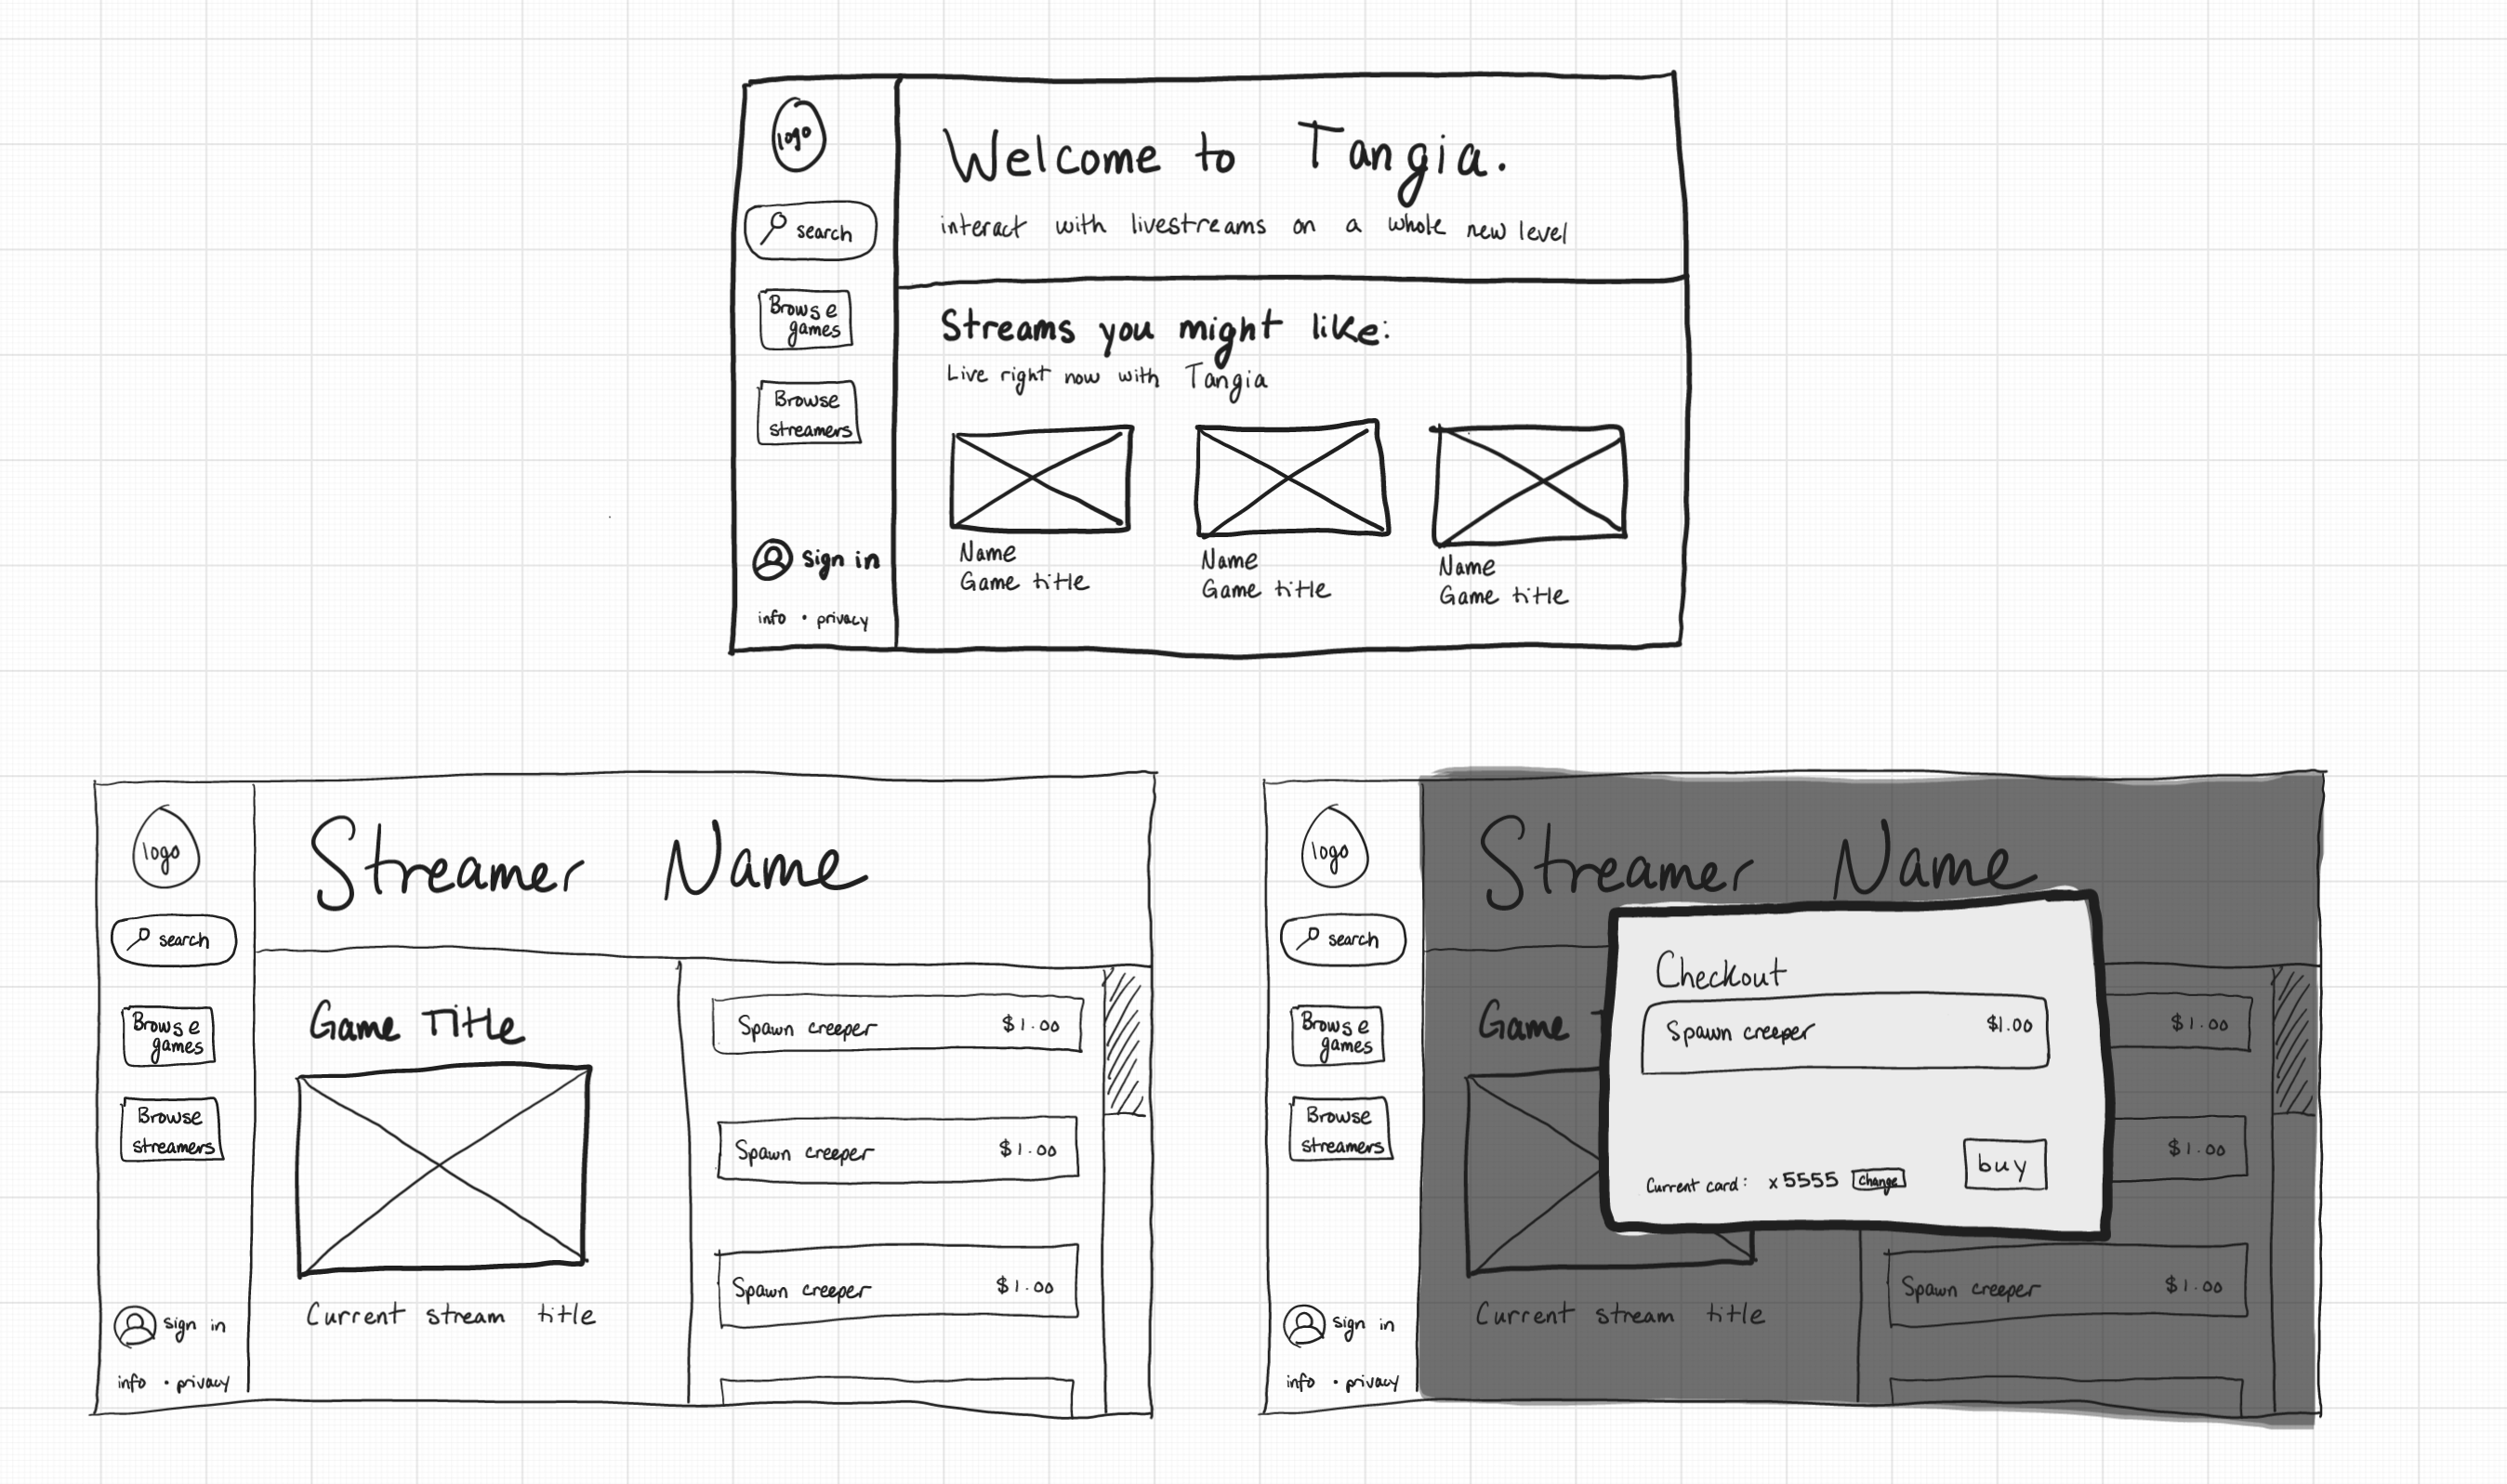 logo
search
Browse
games
Browse
streamers
sign in
info • privacy
Welcome to Tangia.
interact with livestreams on a whole new level
Streams you might like:
Live right now with Tangia
Name
Game title
Name
Game title
Name
Game title
logo
search
Browse
games
Browse
streamers
sign in
info • privacy
Streamer Name
Game Title
Current stream title
Spawn creeper $1.00
Spawn creeper $1.00
Spawn creeper $1.00
logo
search
Browse
games
Browse
streamers
sign in
info • privacy
Streamer Name
Game T
Current stream title
$1.00
$1.00
Spawn creeper $1.00
Checkout
Spawn creeper $1.00
Current card: x5555 Change
buy